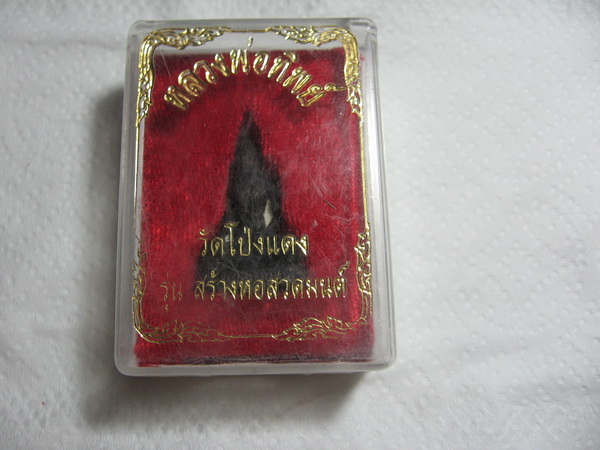 หลวงพ่อทิพย์
วัดโป่งแดง
รุ่น สร้างหอสวดมนต์